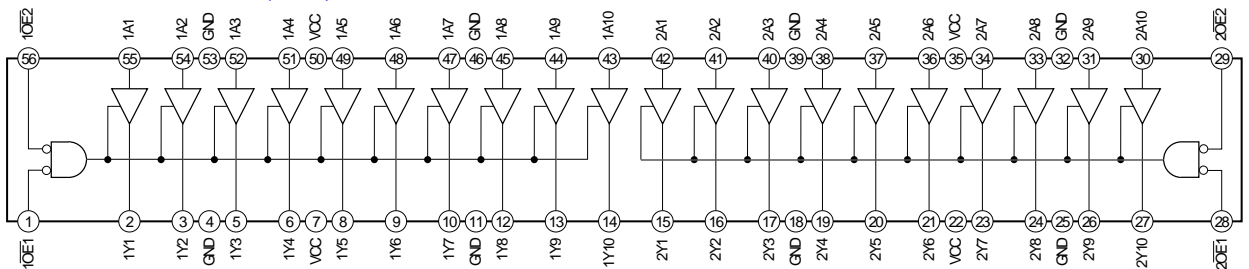 1OE2 1A1 1A2 GND 1A3 1A4 VCC 1A5 1A6 1A7 GND 1A8 1A9 1A10 2A1 2A2 2A3 GND 2A4 2A5 2A6 VCC 2A7 2A8 GND 2A9 2A10 2OE2
56 55 54 53 52 51 50 49 48 47 46 45 44 43 42 41 40 39 38 37 36 35 34 33 32 31 30 29
1 2 3 4 5 6 7 8 9 10 11 12 13 14 15 16 17 18 19 20 21 22 23 24 25 26 27 28
1OE1 1Y1 1Y2 GND 1Y3 1Y4 VCC 1Y5 1Y6 1Y7 GND 1Y8 1Y9 1Y10 2Y1 2Y2 2Y3 GND 2Y4 2Y5 2Y6 VCC 2Y7 2Y8 GND 2Y9 2Y10 2OE1